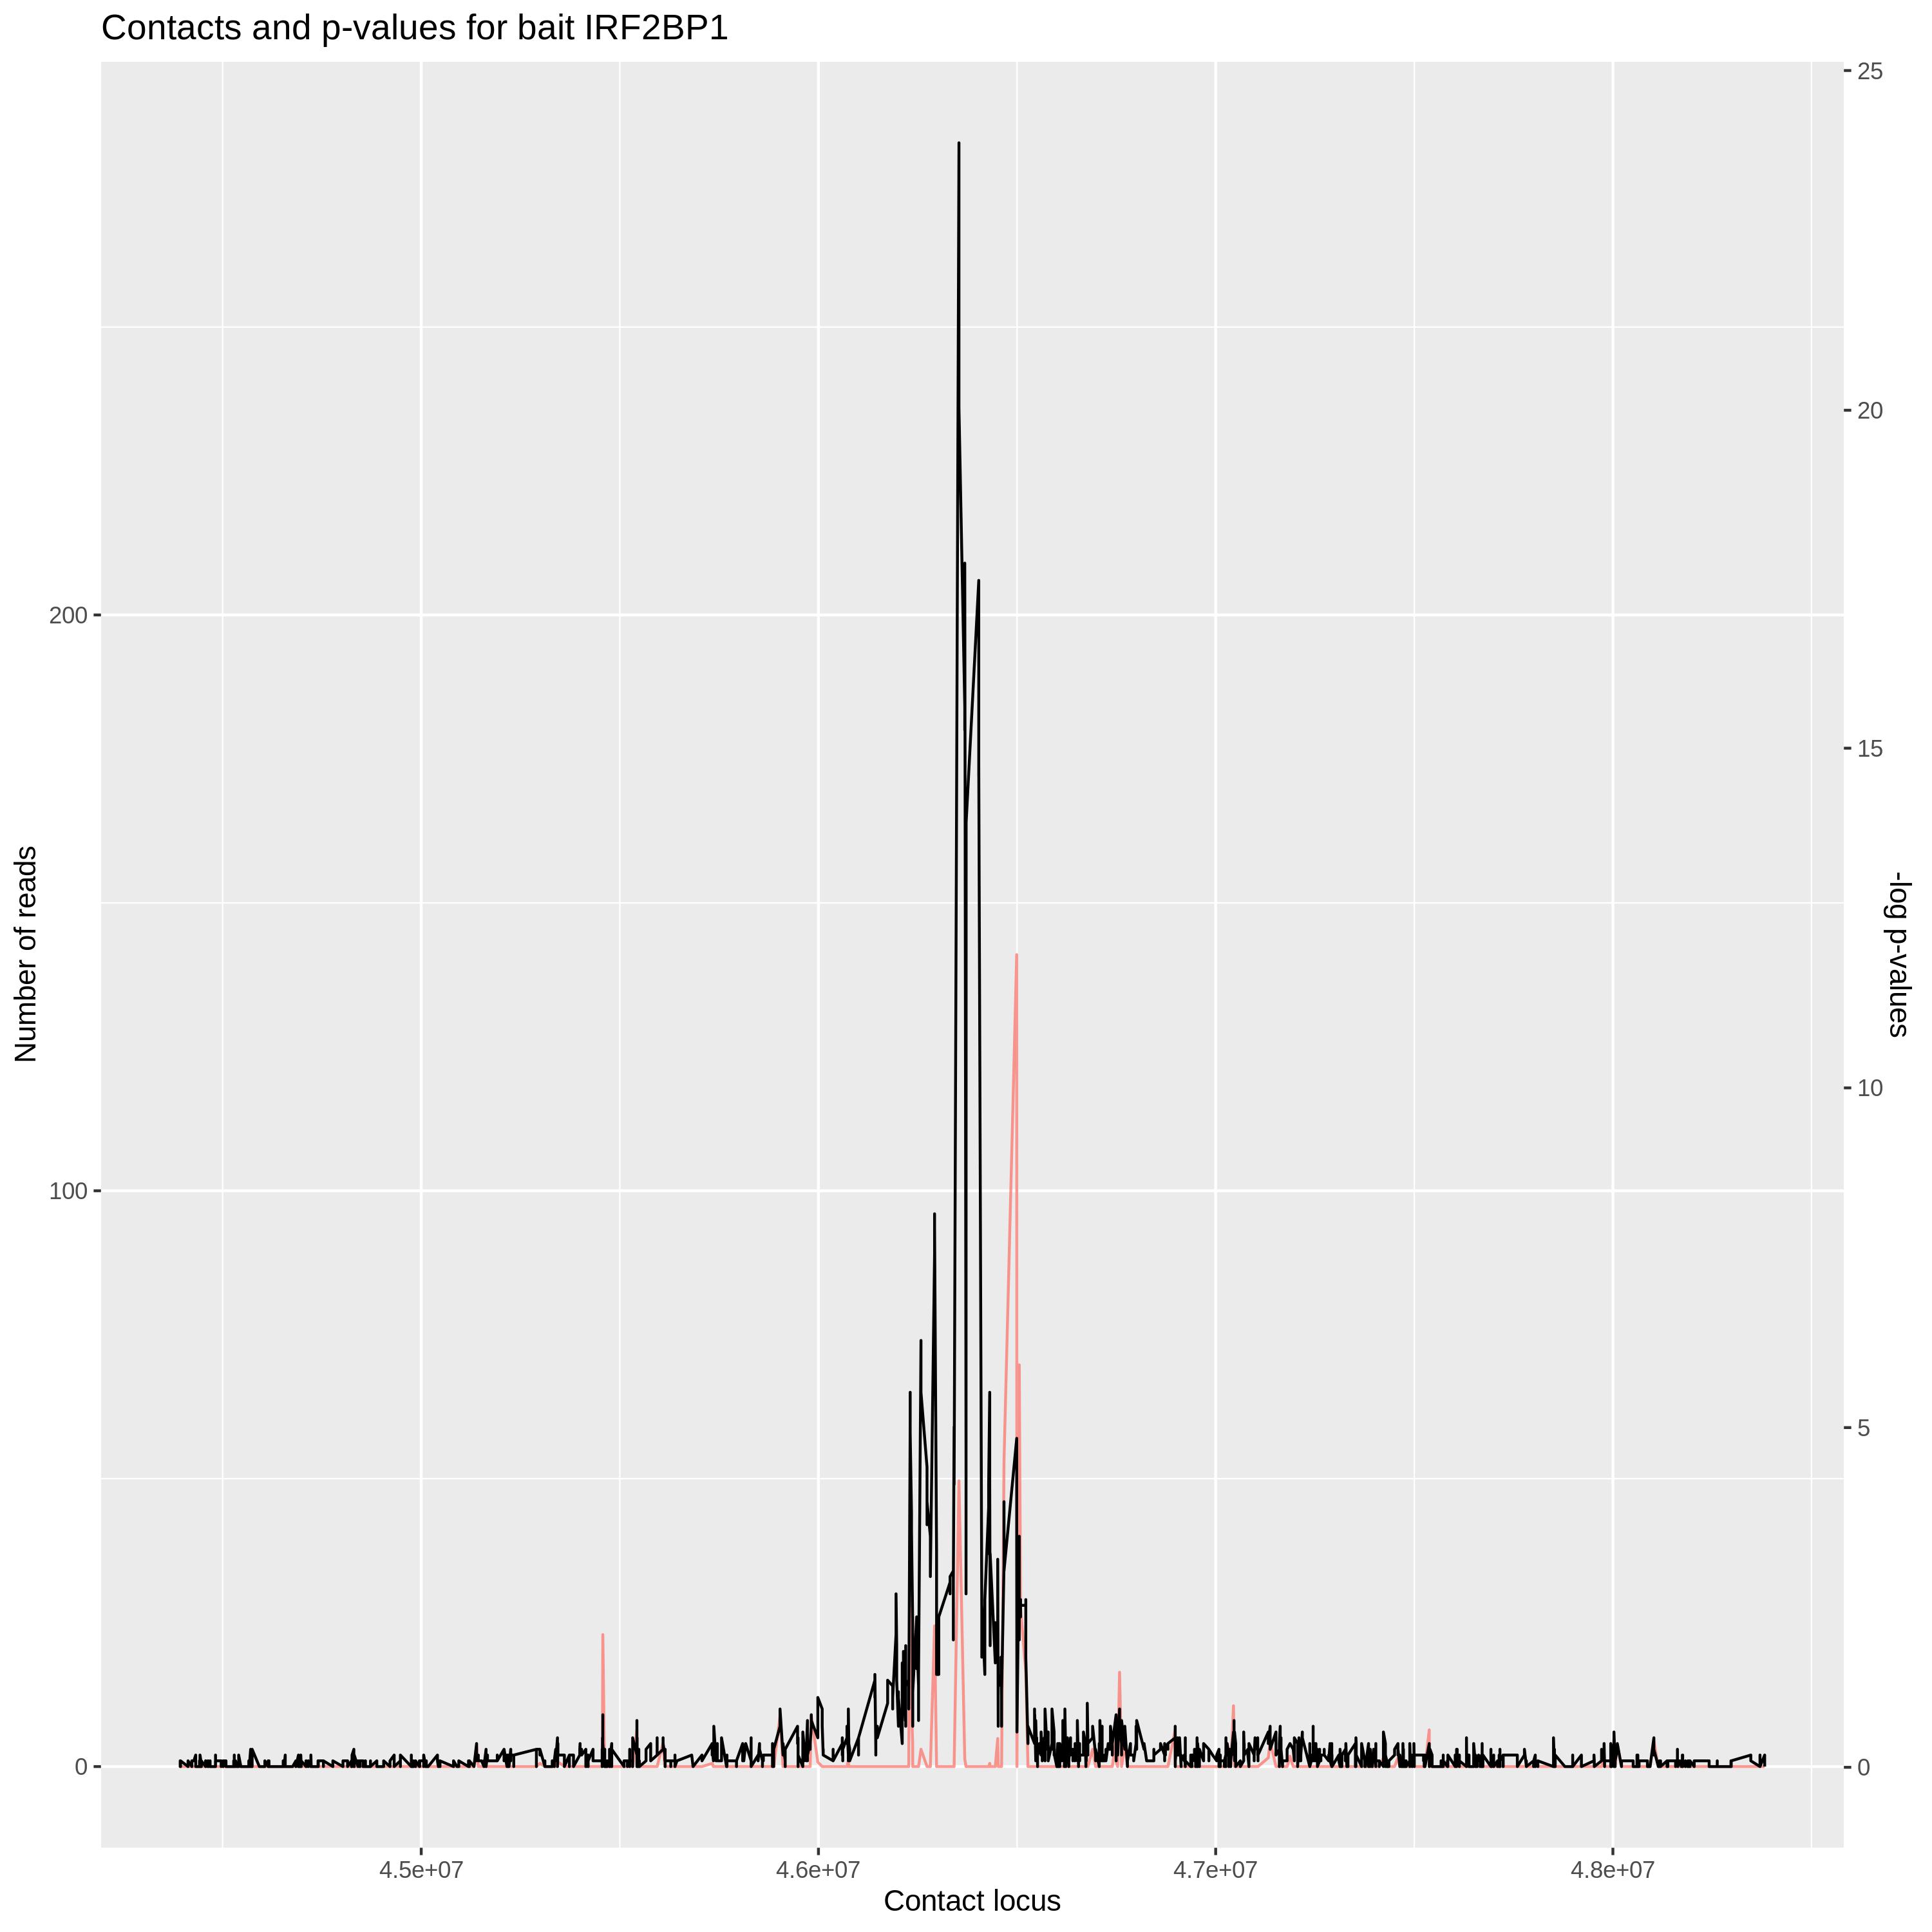 Contacts and p-values for bait IRF2BP1
25
20
200
15
Number of reads
-log p-values
10
100
5
0
0
4.5e+07
4.6e+07
4.7e+07
4.8e+07
Contact locus